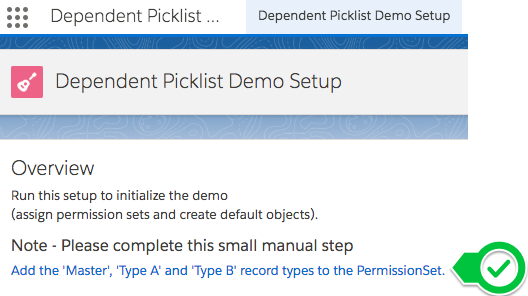 Dependent Picklist ...
Dependent Picklist Demo Setup
Dependent Picklist Demo Setup
Overview
Run this setup to initialize the demo
(assign permission sets and create default objects).
Note - Please complete this small manual step
Add the 'Master', 'Type A' and 'Type B' record types to the PermissionSet.